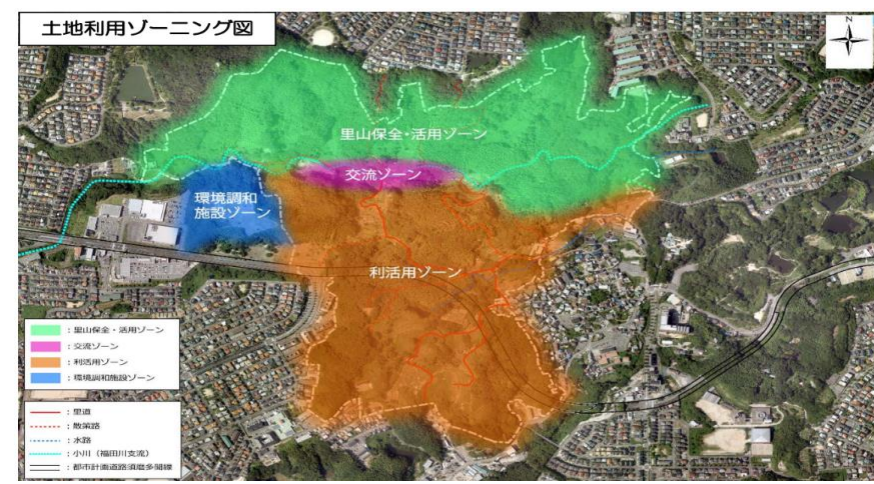 土地利用ゾーニング図
N
里山保全・活用ゾーン
交流ゾーン
環境調和
施設ゾーン
利活用ゾーン
：里山保全・活用ゾーン
：交流ゾーン
：利活用ゾーン
：環境調和施設ゾーン
：里道
：散策路
：水路
：小川（福田川支流）
：都市計画道路須磨多聞線